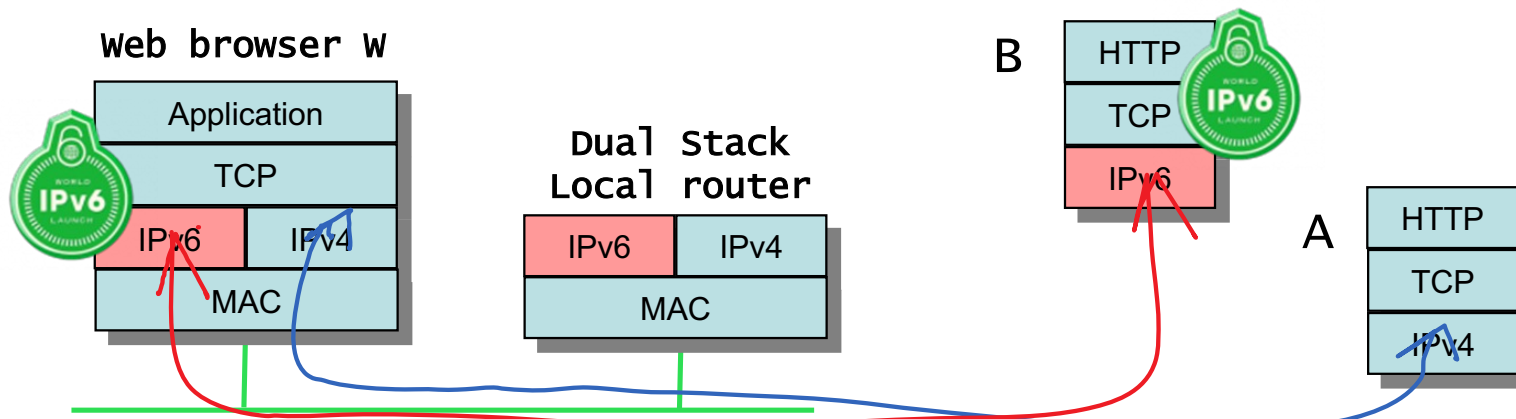 Web browser W
Application
TCP
IPv6
IPv4
MAC
WORLD
IPv6
LAUNCH
Dual Stack
Local router
IPv6
IPv4
MAC
B
HTTP
TCP
IPv6
WORLD
IPv6
LAUNCH
A
HTTP
TCP
IPv4